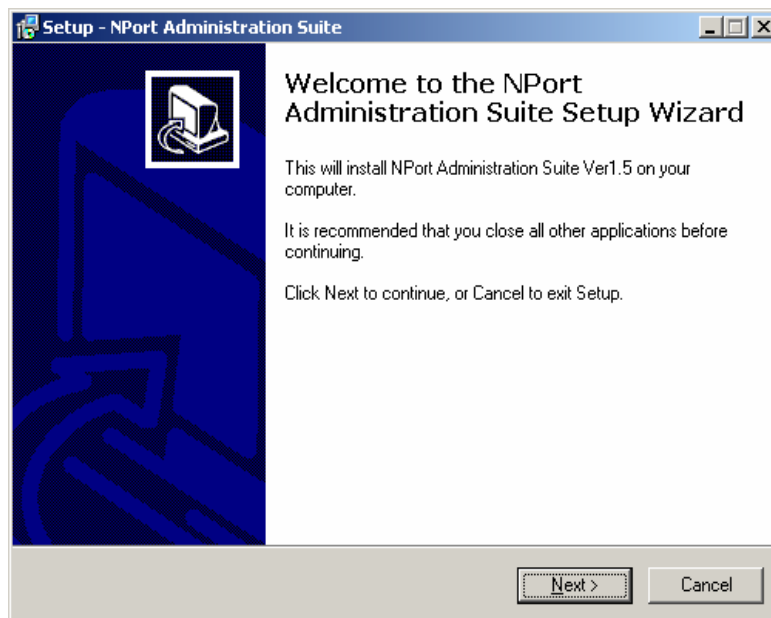 Setup - NPort Administration Suite
Welcome to the NPort
Administration Suite Setup Wizard
This will install NPort Administration Suite Ver1.5 on your
computer.
It is recommended that you close all other applications before
continuing.
Click Next to continue, or Cancel to exit Setup.
Next > Cancel